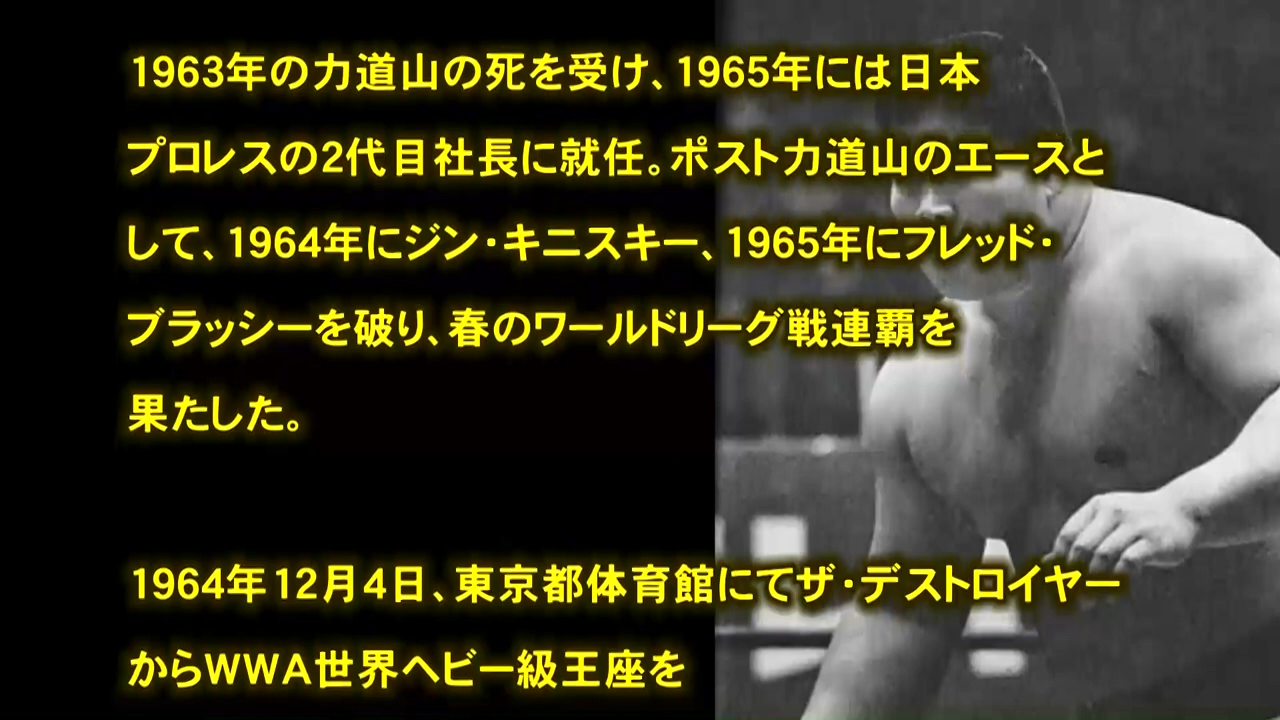 1963年の力道山の死を受け、1965年には日本
プロレスの2代目社長に就任。ポスト力道山のエースと
して、1964年にジン・キニスキー、1965年にフレッド・
ブラッシーを破り、春のワールドリーグ戦連覇を
果たした。
1964年12月4日、東京都体育館にてザ・デストロイヤー
からWWA世界ヘビー級王座を